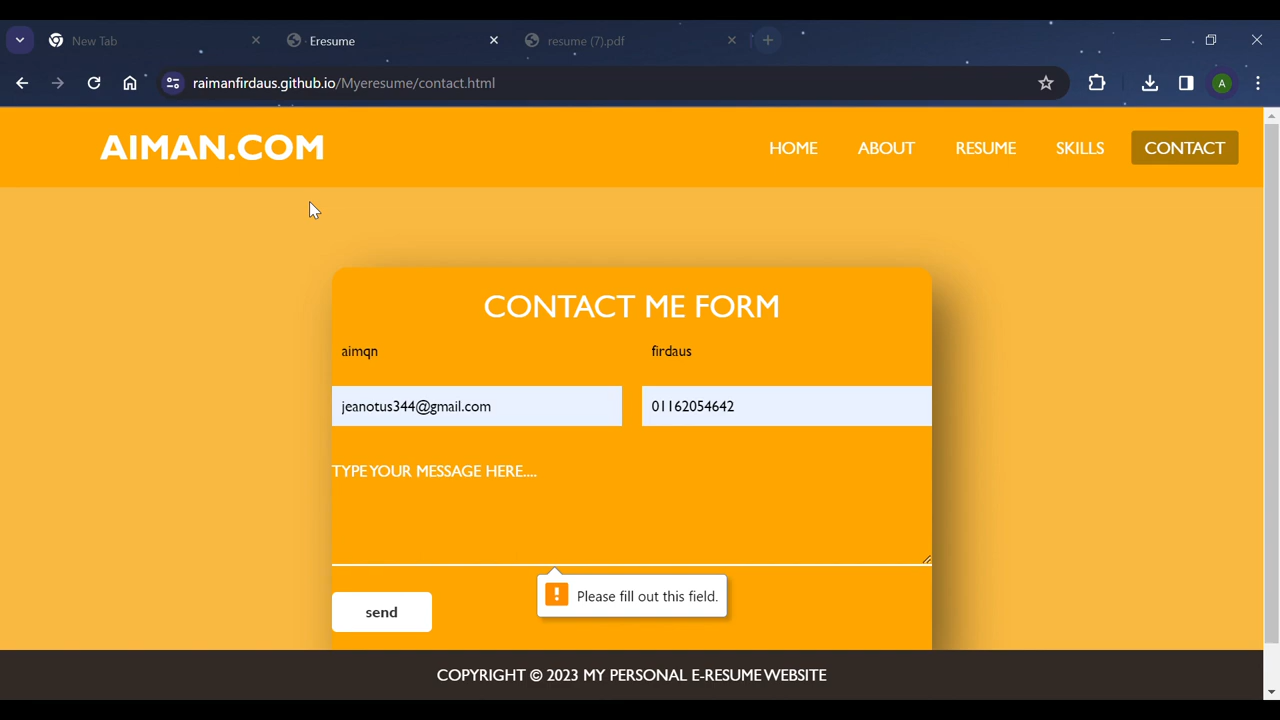 New Tab
Eresume
resume (7).pdf
raimanfirdaus.github.io/Myeresume/contact.html
A
AIMAN.COM
HOME
ABOUT
RESUME
SKILLS
CONTACT
CONTACT ME FORM
aimqn
firdaus
jeanotus344@gmail.com
01162054642
TYPE YOUR MESSAGE HERE....
Please fill out this field.
send
COPYRIGHT © 2023 MY PERSONAL E-RESUME WEBSITE